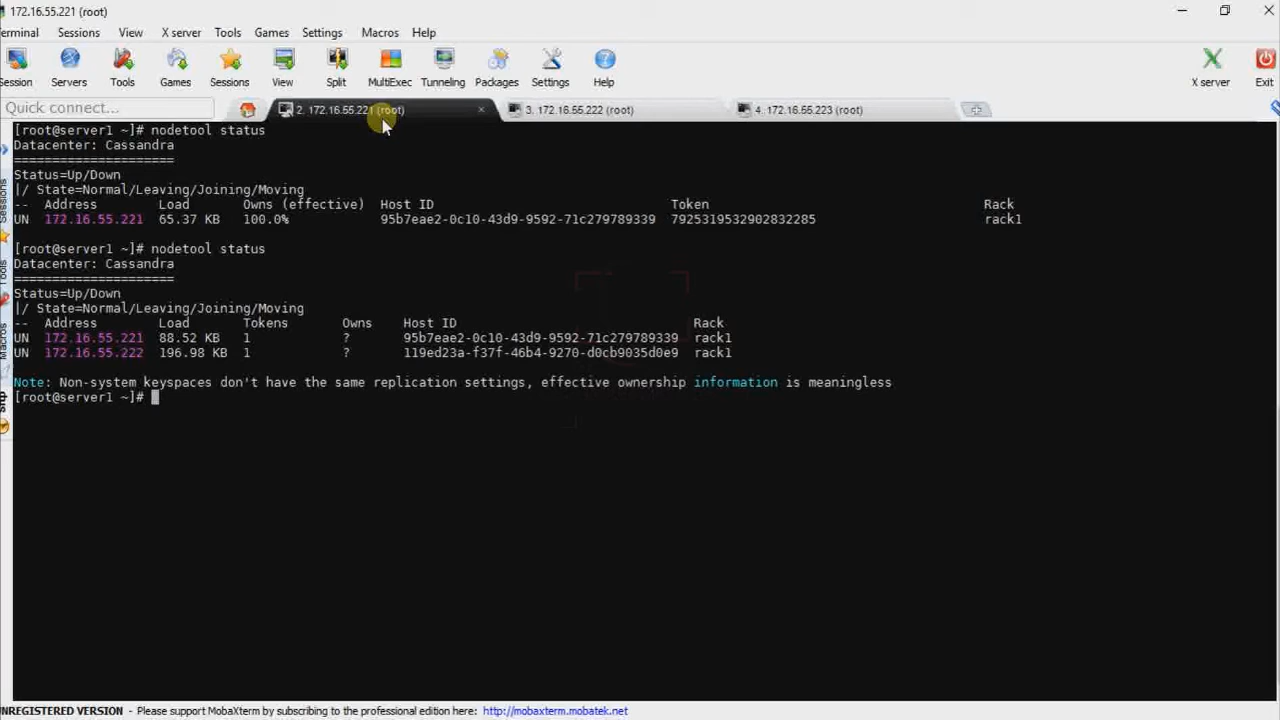 172.16.55.221 (root)
Terminal Sessions View X server Tools Games Settings Macros Help
Session Servers Tools Games Sessions View Split MultiExec Tunneling Packages Settings Help X server Exit
Quick connect... 2. 172.16.55.221 (root) 3. 172.16.55.222 (root) 4. 172.16.55.223 (root)
[root@server1 ~]# nodetool status
Datacenter: Cassandra
=====================
Status=Up/Down
|/ State=Normal/Leaving/Joining/Moving
-- Address Load Owns (effective) Host ID Token Rack
UN 172.16.55.221 65.37 KB 100.0% 95b7eae2-0c10-43d9-9592-71c279789339 7925319532902832285 rack1
[root@server1 ~]# nodetool status
Datacenter: Cassandra
=====================
Status=Up/Down
|/ State=Normal/Leaving/Joining/Moving
-- Address Load Tokens Owns Host ID Rack
UN 172.16.55.221 88.52 KB 1 ? 95b7eae2-0c10-43d9-9592-71c279789339 rack1
UN 172.16.55.222 196.98 KB 1 ? 119ed23a-f37f-46b4-9270-d0cb9035d0e9 rack1
Note: Non-system keyspaces don't have the same replication settings, effective ownership information is meaningless
[root@server1 ~]#
Sessions
Tools
Macros
Sftp
UNREGISTERED VERSION - Please support MobaXterm by subscribing to the professional edition here: http://mobaxterm.mobatek.net